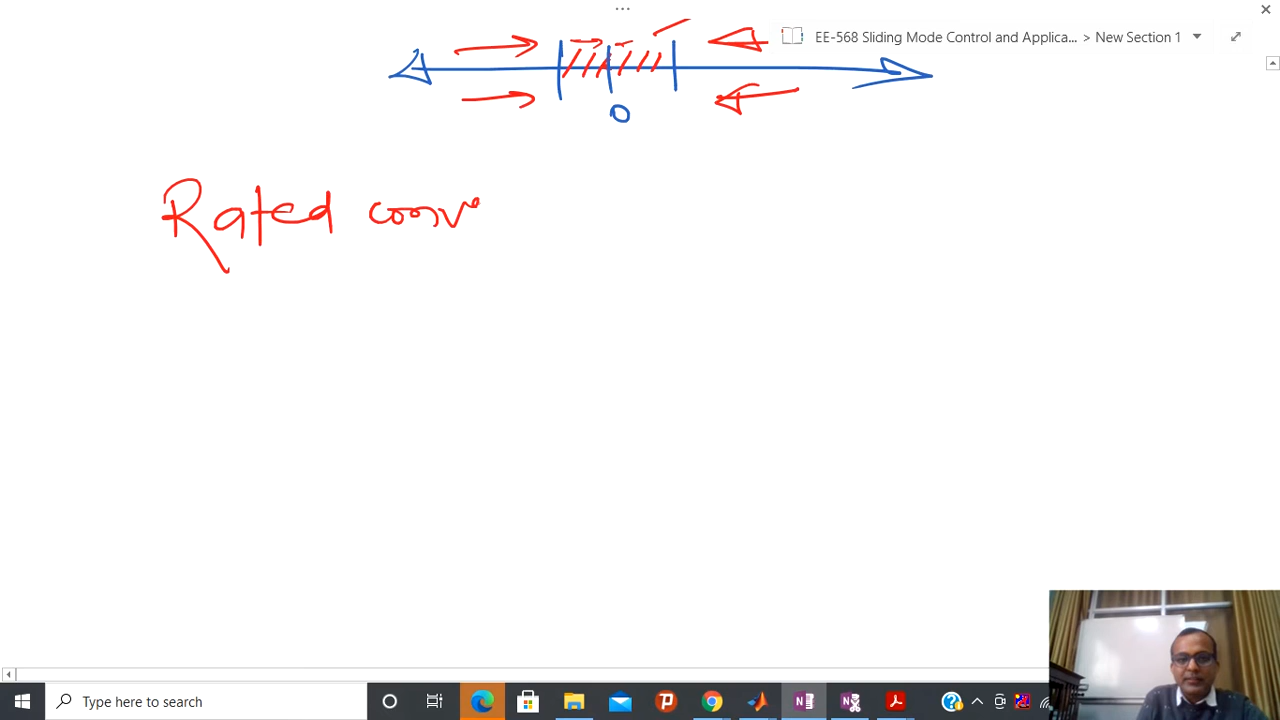 EE-568 Sliding Mode Control and Applica... > New Section 1
0
Rated conv
Type here to search